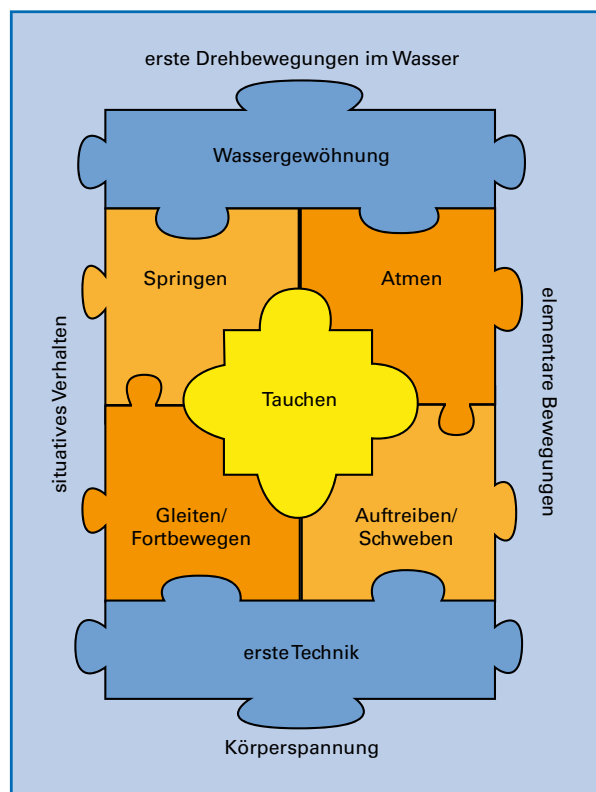 erste Drehbewegungen im Wasser
Wassergewöhnung
Springen
Atmen
situatives Verhalten
elementare Bewegungen
Tauchen
Gleiten/
Fortbewegen
Auftreiben/
Schweben
erste Technik
Körperspannung